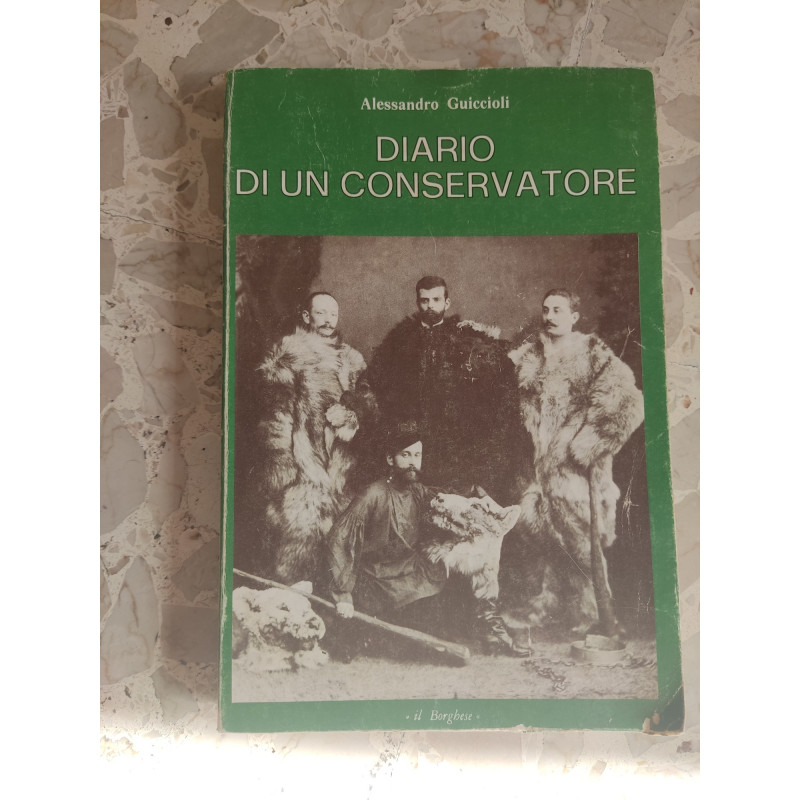 Alessandro Guiccioli
DIARIO
DI UN CONSERVATORE
« il Borghese »